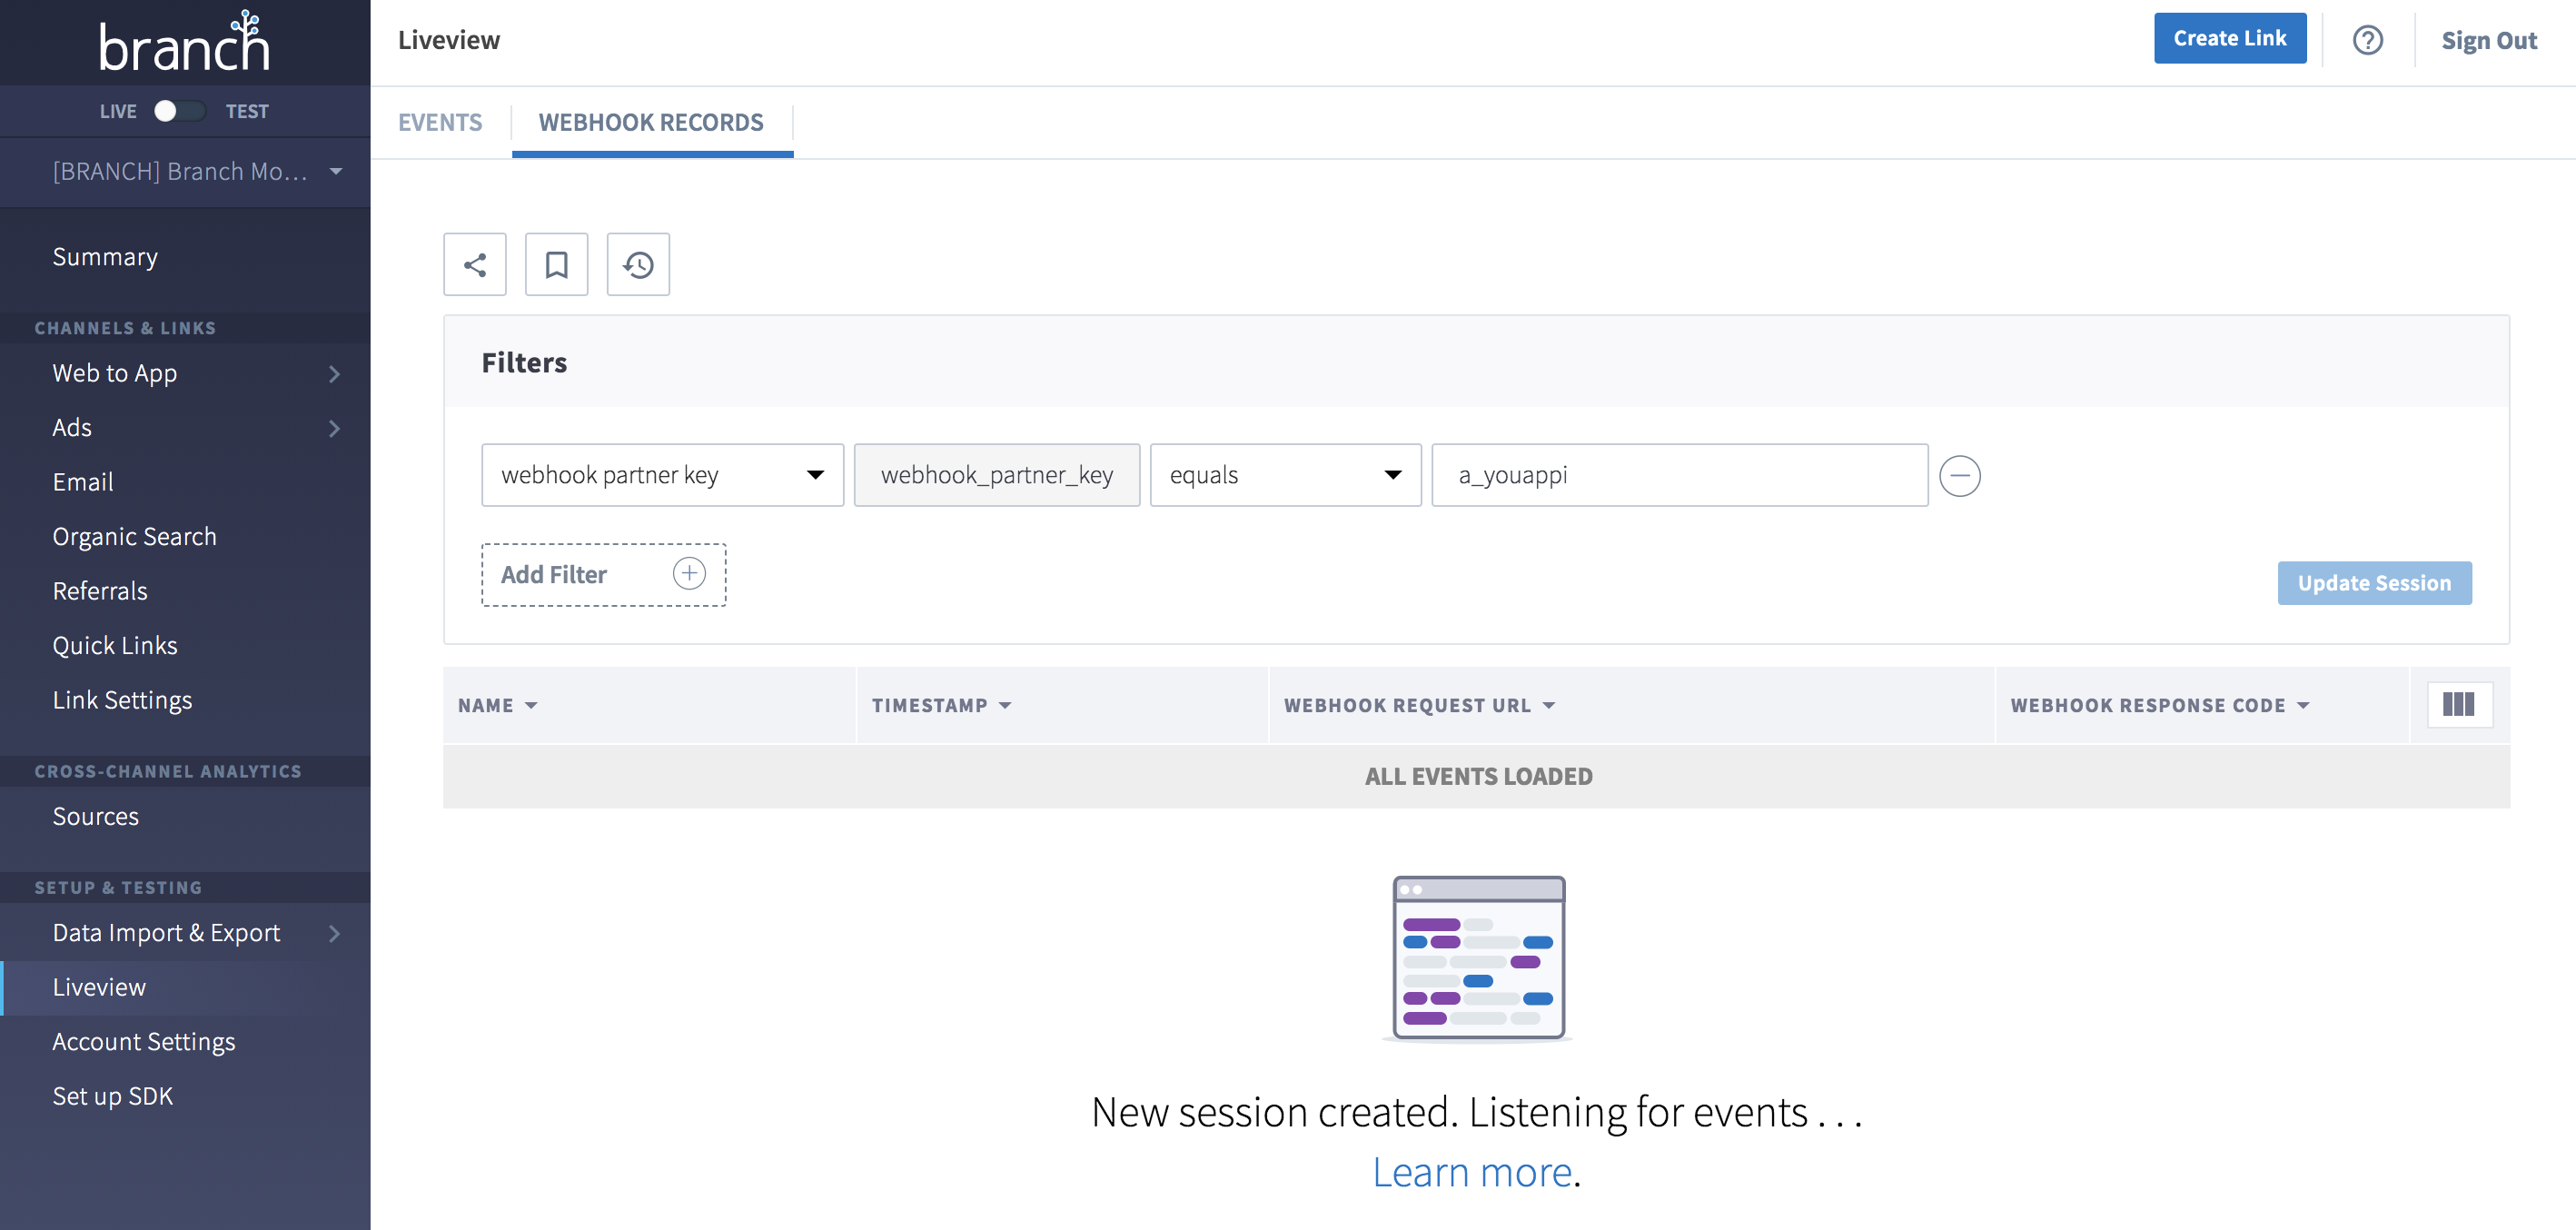 branch
LIVE TEST
[BRANCH] Branch Mo...
Summary
CHANNELS & LINKS
Web to App
Ads
Email
Organic Search
Referrals
Quick Links
Link Settings
CROSS-CHANNEL ANALYTICS
Sources
SETUP & TESTING
Data Import & Export
Liveview
Account Settings
Set up SDK
Liveview
Create Link
?
Sign Out
EVENTS
WEBHOOK RECORDS
Filters
webhook partner key webhook_partner_key equals a_youappi
Add Filter
Update Session
NAME TIMESTAMP WEBHOOK REQUEST URL WEBHOOK RESPONSE CODE
ALL EVENTS LOADED
New session created. Listening for events . . .
Learn more.